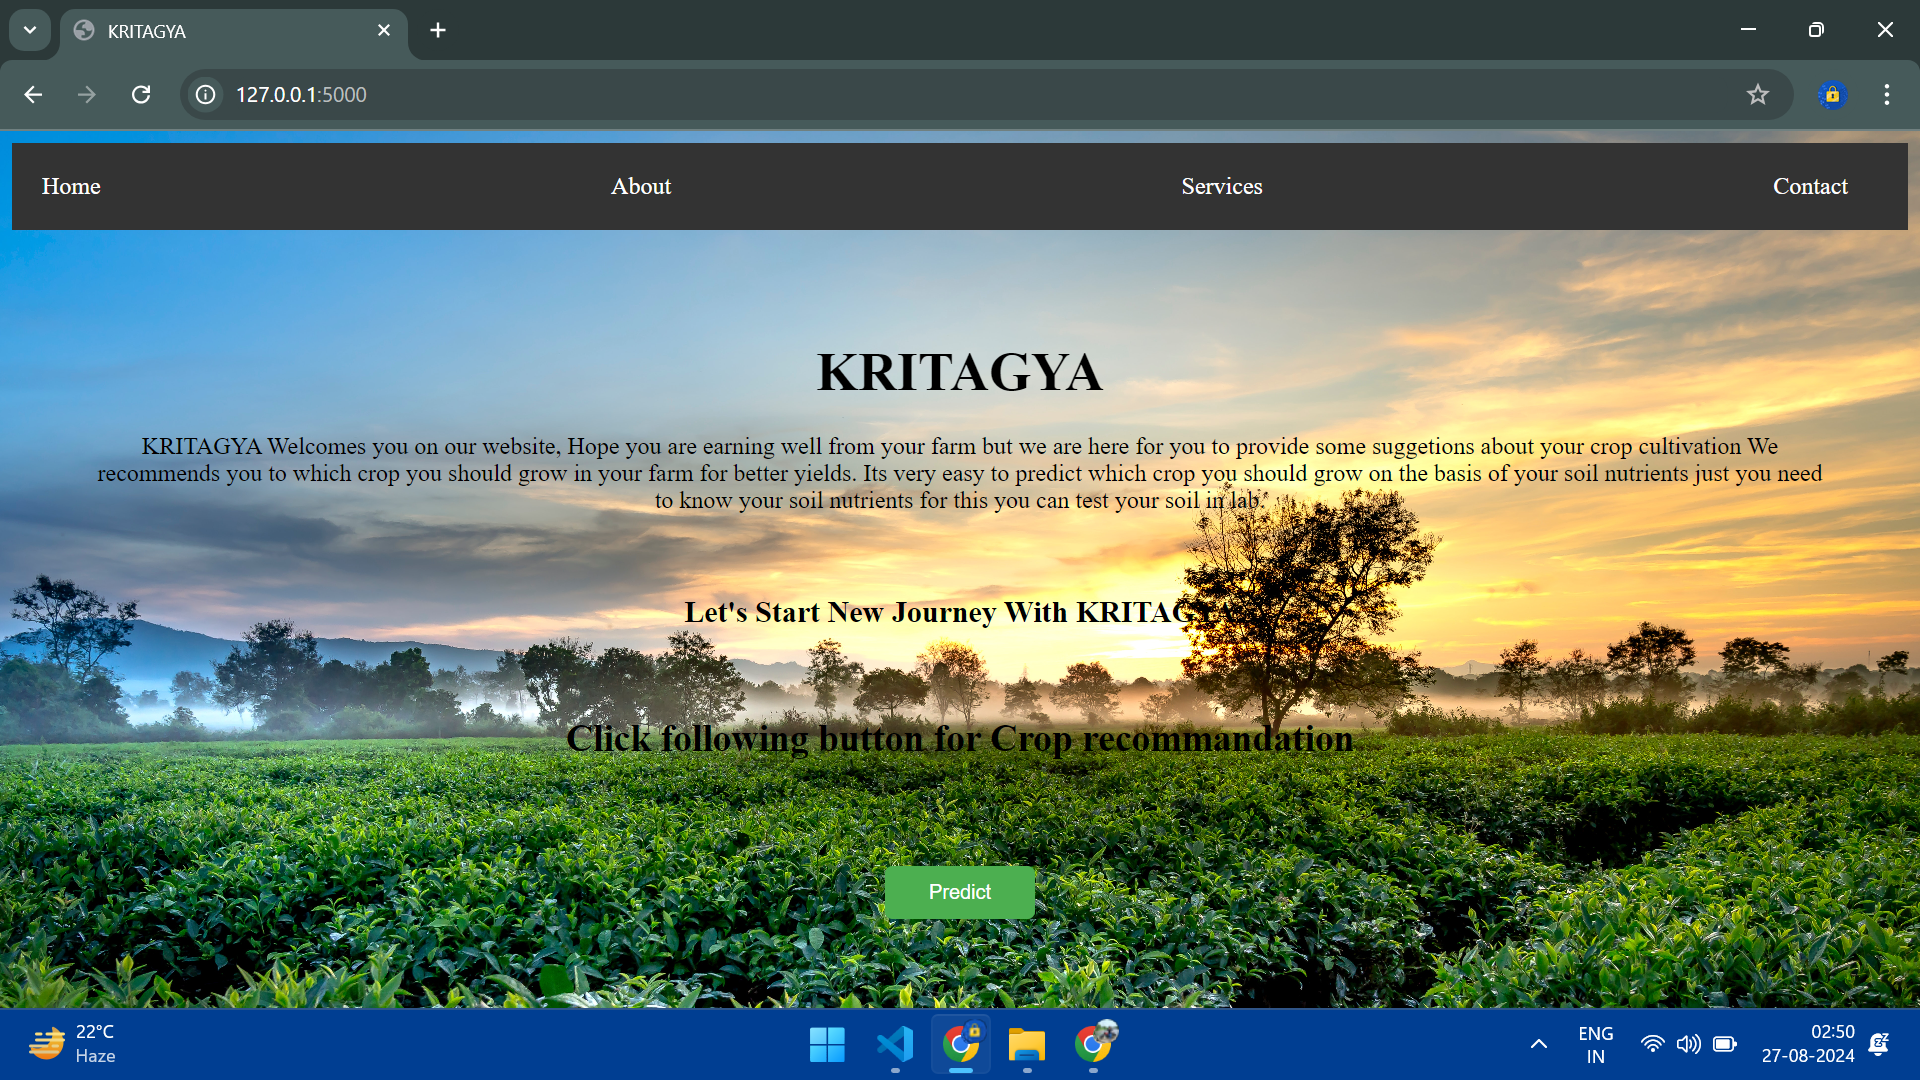 KRITAGYA
127.0.0.1:5000
Home
About
Services
Contact
KRITAGYA
KRITAGYA Welcomes you on our website, Hope you are earning well from your farm but we are here for you to provide some suggetions about your crop cultivation We
recommends you to which crop you should grow in your farm for better yields. Its very easy to predict which crop you should grow on the basis of your soil nutrients just you need
to know your soil nutrients for this you can test your soil in lab.
Let's Start New Journey With KRITAGYA
Click following button for Crop recommandation
Predict
22°C
Haze
ENG
IN
02:50
27-08-2024